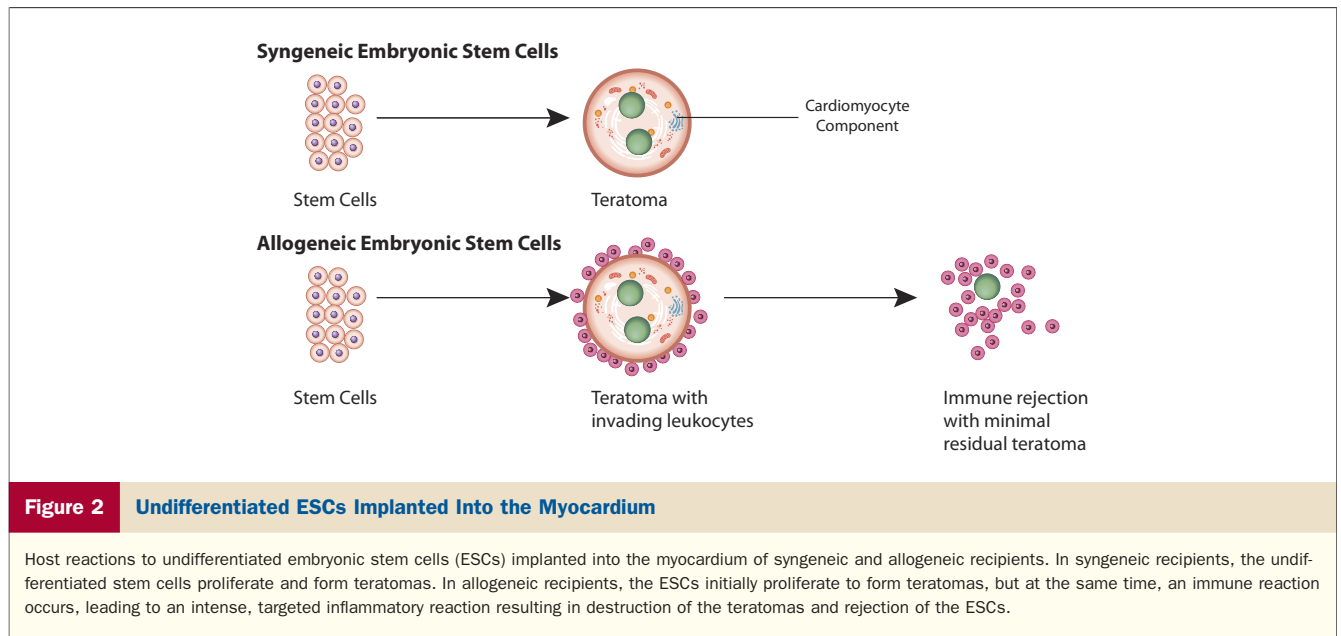 Syngeneic Embryonic Stem Cells
Cardiomyocyte
Component
Stem Cells
Teratoma
Allogeneic Embryonic Stem Cells
Stem Cells
Teratoma with
invading leukocytes
Immune rejection
with minimal
residual teratoma
Figure 2 Undifferentiated ESCs Implanted Into the Myocardium
Host reactions to undifferentiated embryonic stem cells (ESCs) implanted into the myocardium of syngeneic and allogeneic recipients. In syngeneic recipients, the undif-
ferentiated stem cells proliferate and form teratomas. In allogeneic recipients, the ESCs initially proliferate to form teratomas, but at the same time, an immune reaction
occurs, leading to an intense, targeted inflammatory reaction resulting in destruction of the teratomas and rejection of the ESCs.